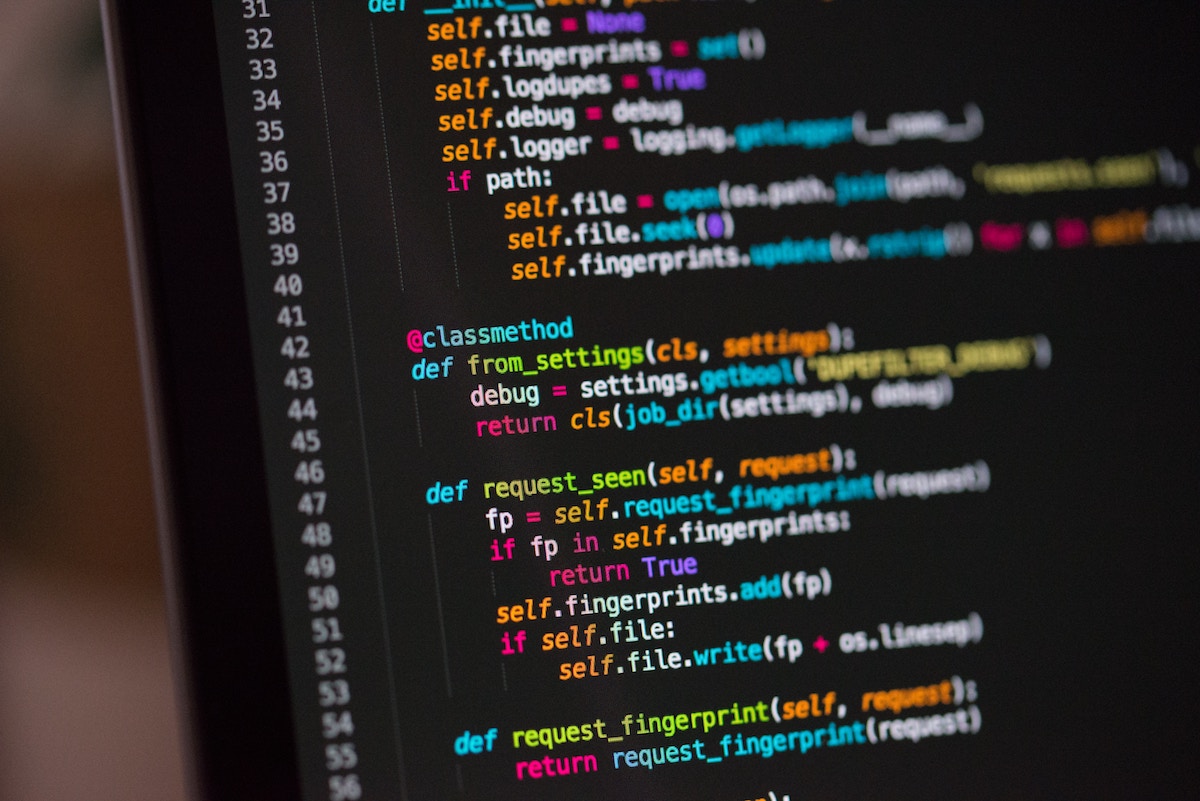 31 def __init__(self,
32 self.file = None
33 self.fingerprints = set()
34 self.logdupes = True
35 self.debug = debug
36 self.logger = logging.getLogger(__name__)
37 if path:
38 self.file = open(os.path.join(path, 'requests.seen'),
39 self.file.seek(0)
40 self.fingerprints.update(x.rstrip() for x in self.file
41
42 @classmethod
43 def from_settings(cls, settings):
44 debug = settings.getbool('DUPEFILTER_DEBUG')
45 return cls(job_dir(settings), debug)
46
47 def request_seen(self, request):
48 fp = self.request_fingerprint(request)
49 if fp in self.fingerprints:
50 return True
51 self.fingerprints.add(fp)
52 if self.file:
53 self.file.write(fp + os.linesep)
54
55 def request_fingerprint(self, request):
56 return request_fingerprint(request)